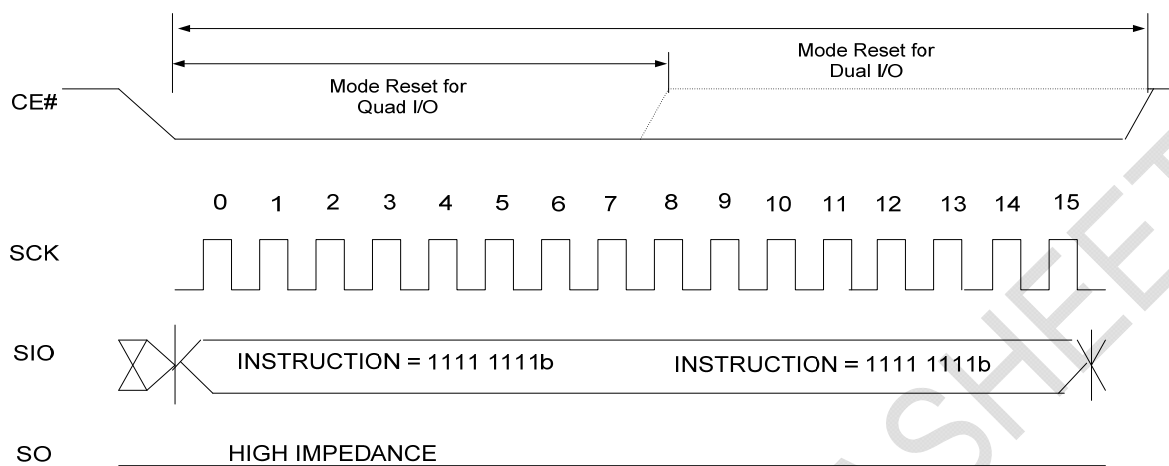 Mode Reset for
Dual I/O
Mode Reset for
Quad I/O
CE#
0 1 2 3 4 5 6 7 8 9 10 11 12 13 14 15
SCK
SIO
INSTRUCTION = 1111 1111b INSTRUCTION = 1111 1111b
SO
HIGH IMPEDANCE
SHEET